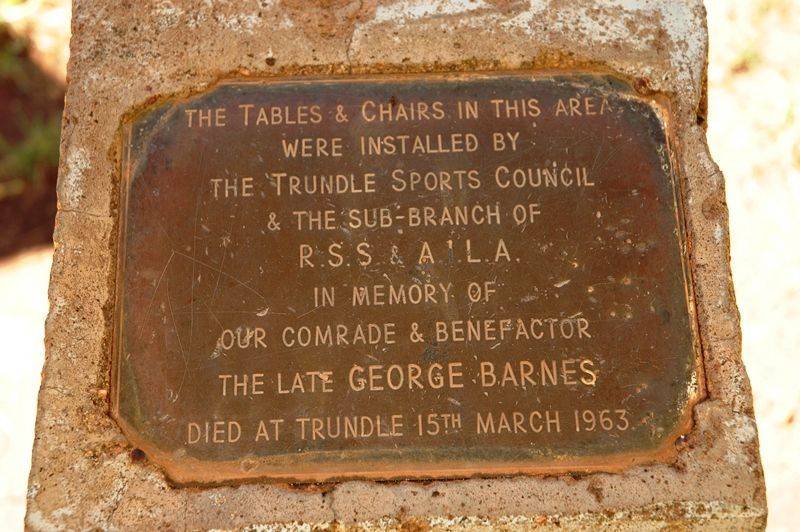 THE TABLES & CHAIRS IN THIS AREA
WERE INSTALLED BY
THE TRUNDLE SPORTS COUNCIL
& THE SUB-BRANCH OF
R.S.S & A.I.L.A.
IN MEMORY OF
OUR COMRADE & BENEFACTOR
THE LATE GEORGE BARNES
DIED AT TRUNDLE 15TH MARCH 1963